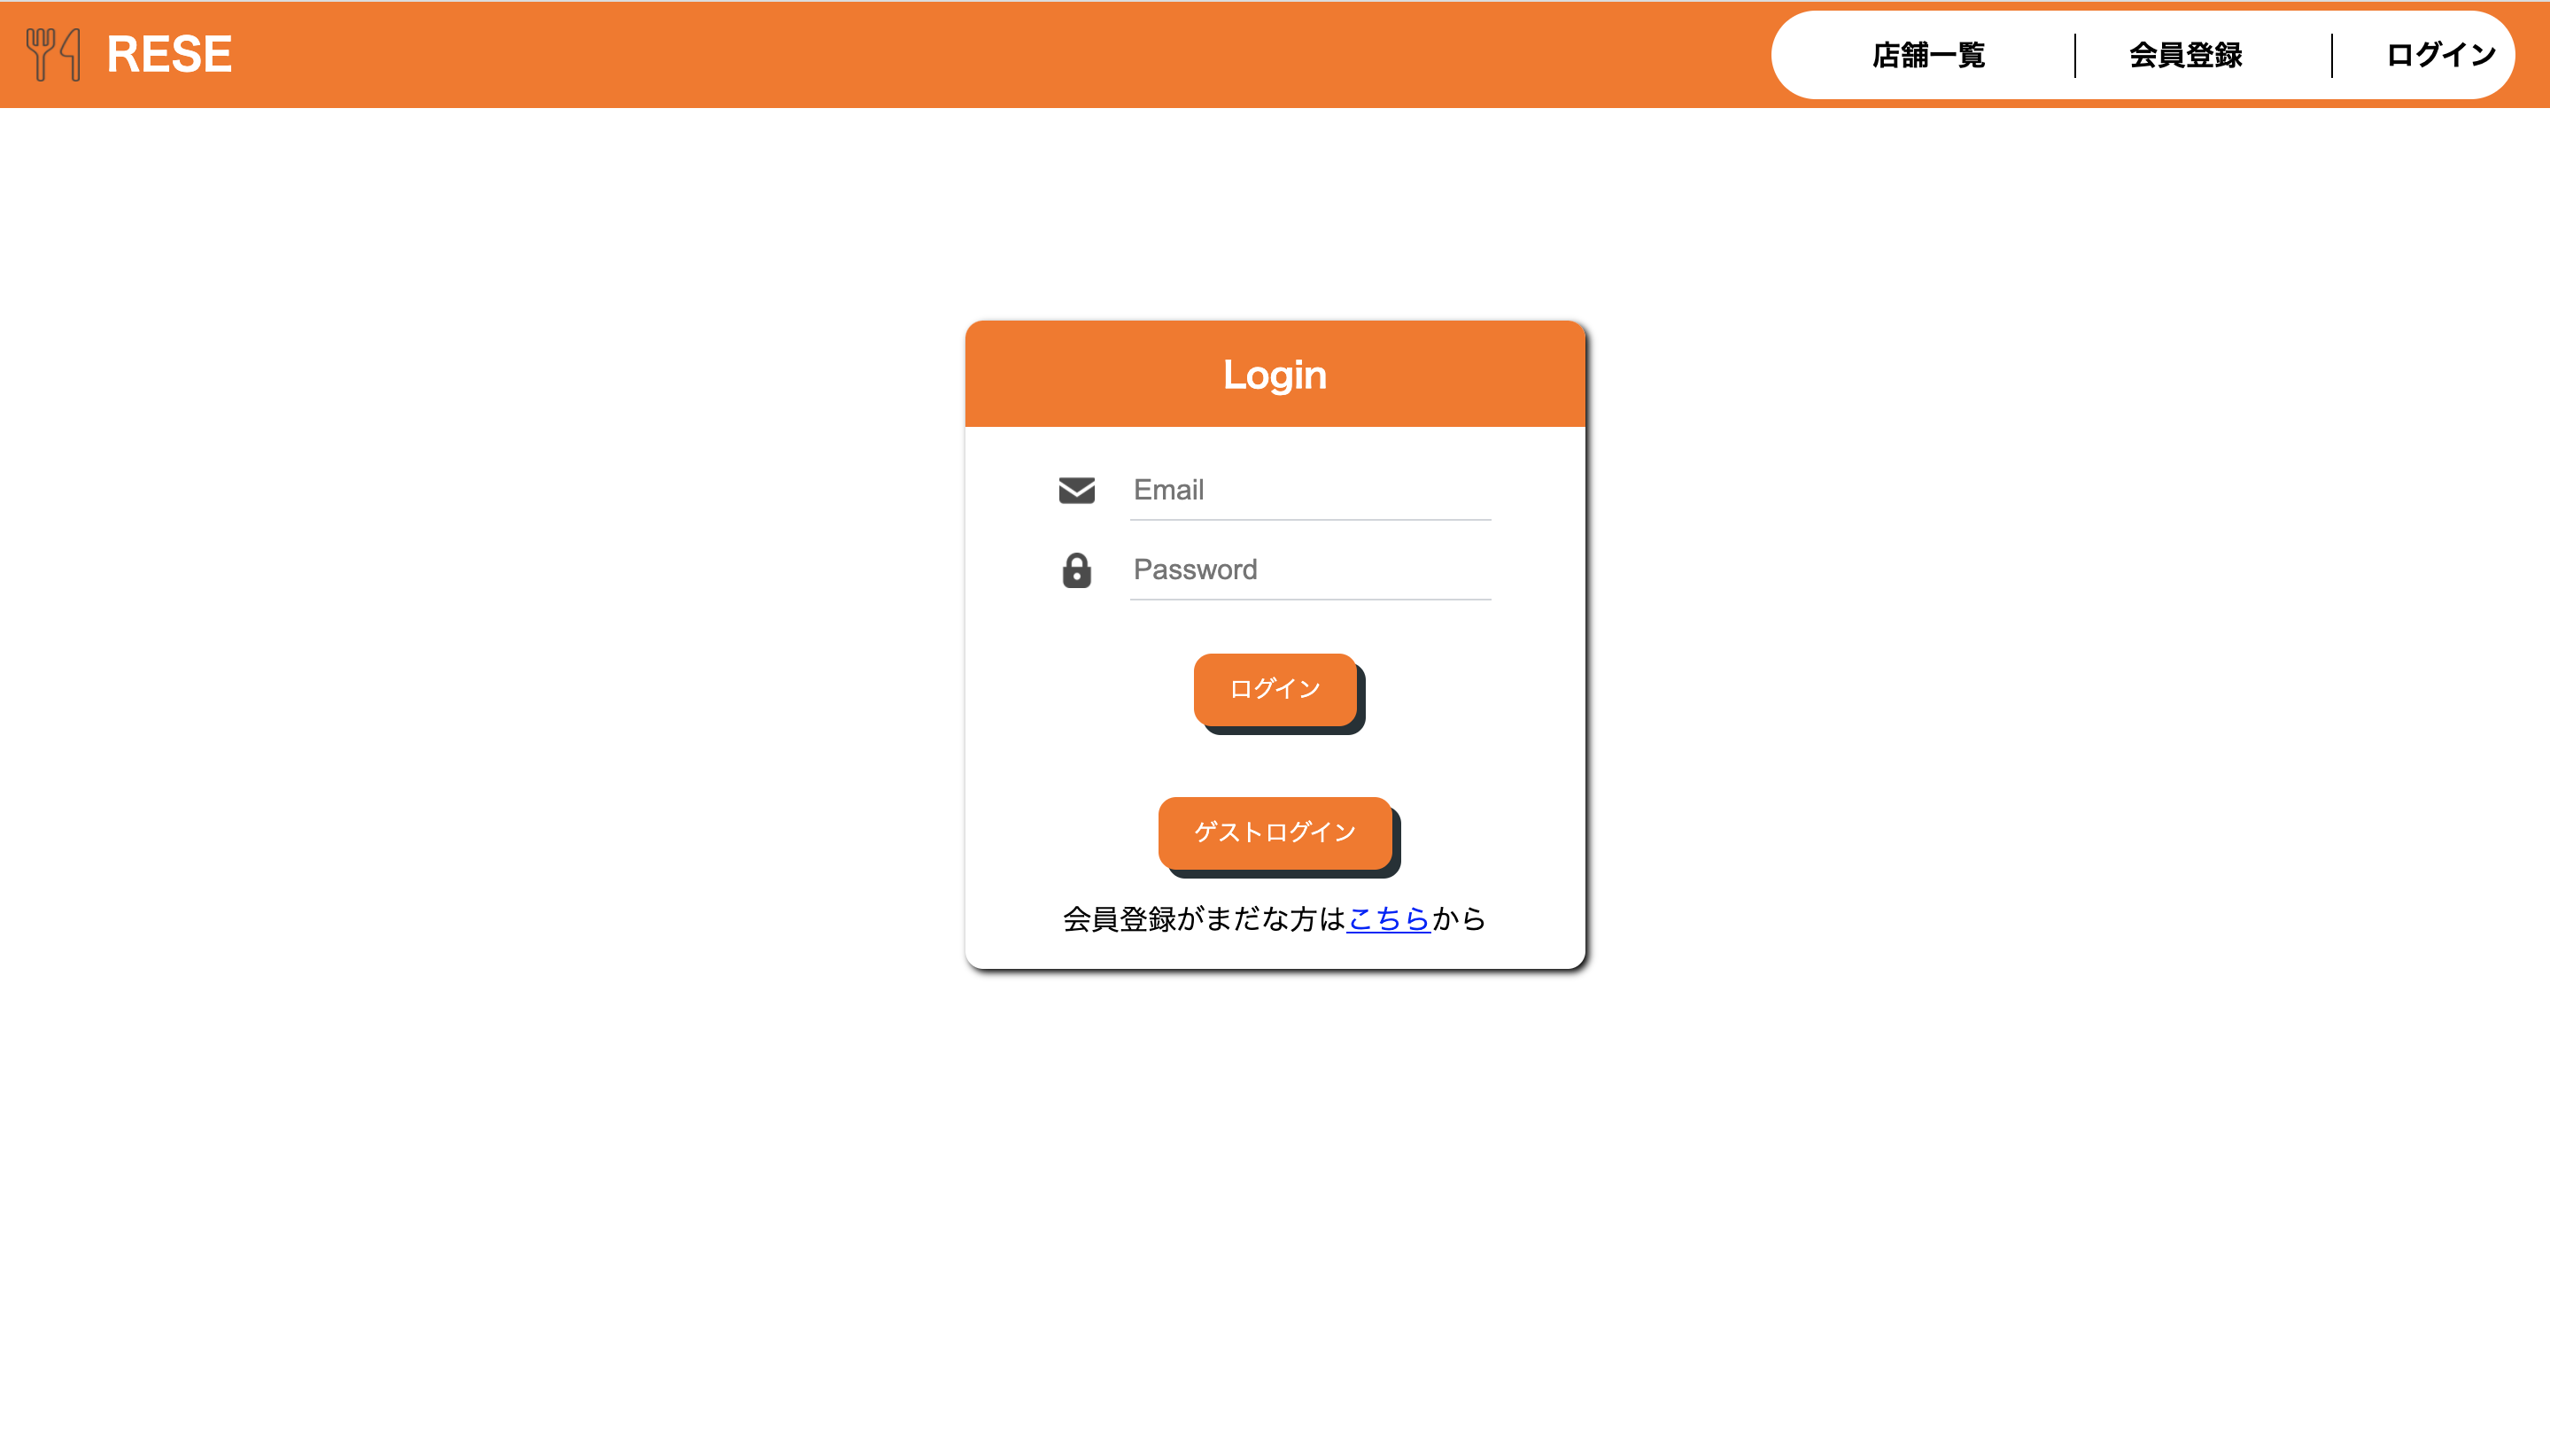 RESE
店舗一覧
会員登録
ログイン
Login
Email
Password
ログイン
ゲストログイン
会員登録がまだな方はこちらから